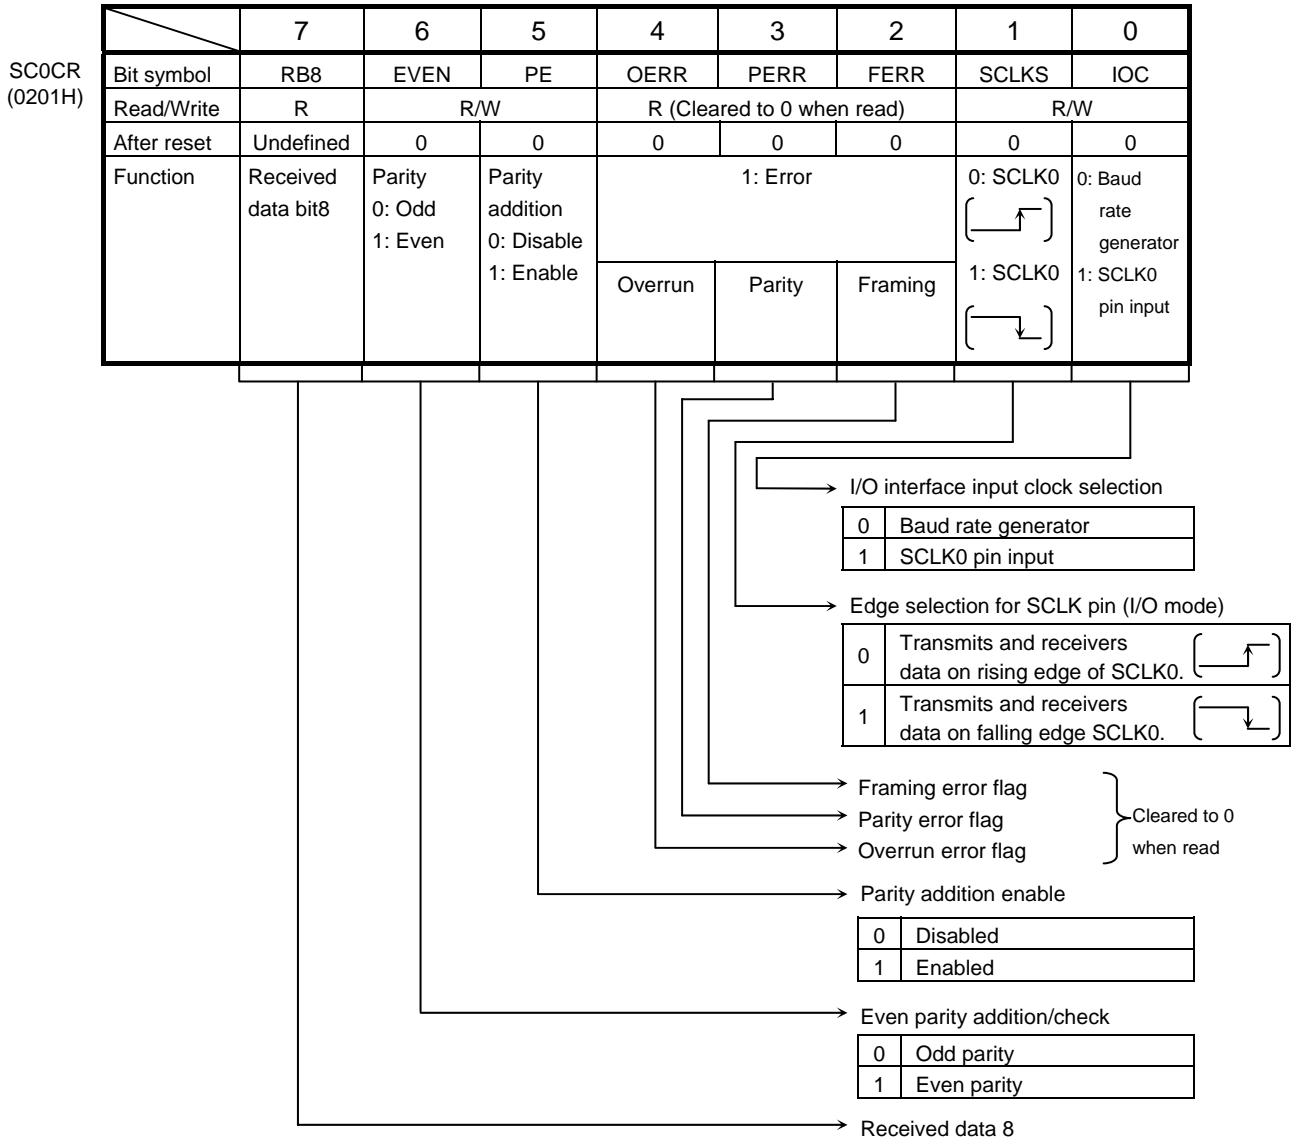 7 6 5 4 3 2 1 0
SC0CR
(0201H)
Bit symbol RB8 EVEN PE OERR PERR FERR SCLKS IOC
Read/Write R R/W R (Cleared to 0 when read) R/W
After reset Undefined 0 0 0 0 0 0 0
Function
Received
data bit8
Parity
0: Odd
1: Even
Parity
addition
0: Disable
1: Enable
1: Error
Overrun Parity Framing
0: SCLK0
1: SCLK0
0: Baud
rate
generator
1: SCLK0
pin input
I/O interface input clock selection
0 Baud rate generator
1 SCLK0 pin input
Edge selection for SCLK pin (I/O mode)
0 Transmits and receivers
data on rising edge of SCLK0.
1 Transmits and receivers
data on falling edge SCLK0.
Framing error flag
Parity error flag
Overrun error flag
Cleared to 0
when read
Parity addition enable
0 Disabled
1 Enabled
Even parity addition/check
0 Odd parity
1 Even parity
Received data 8